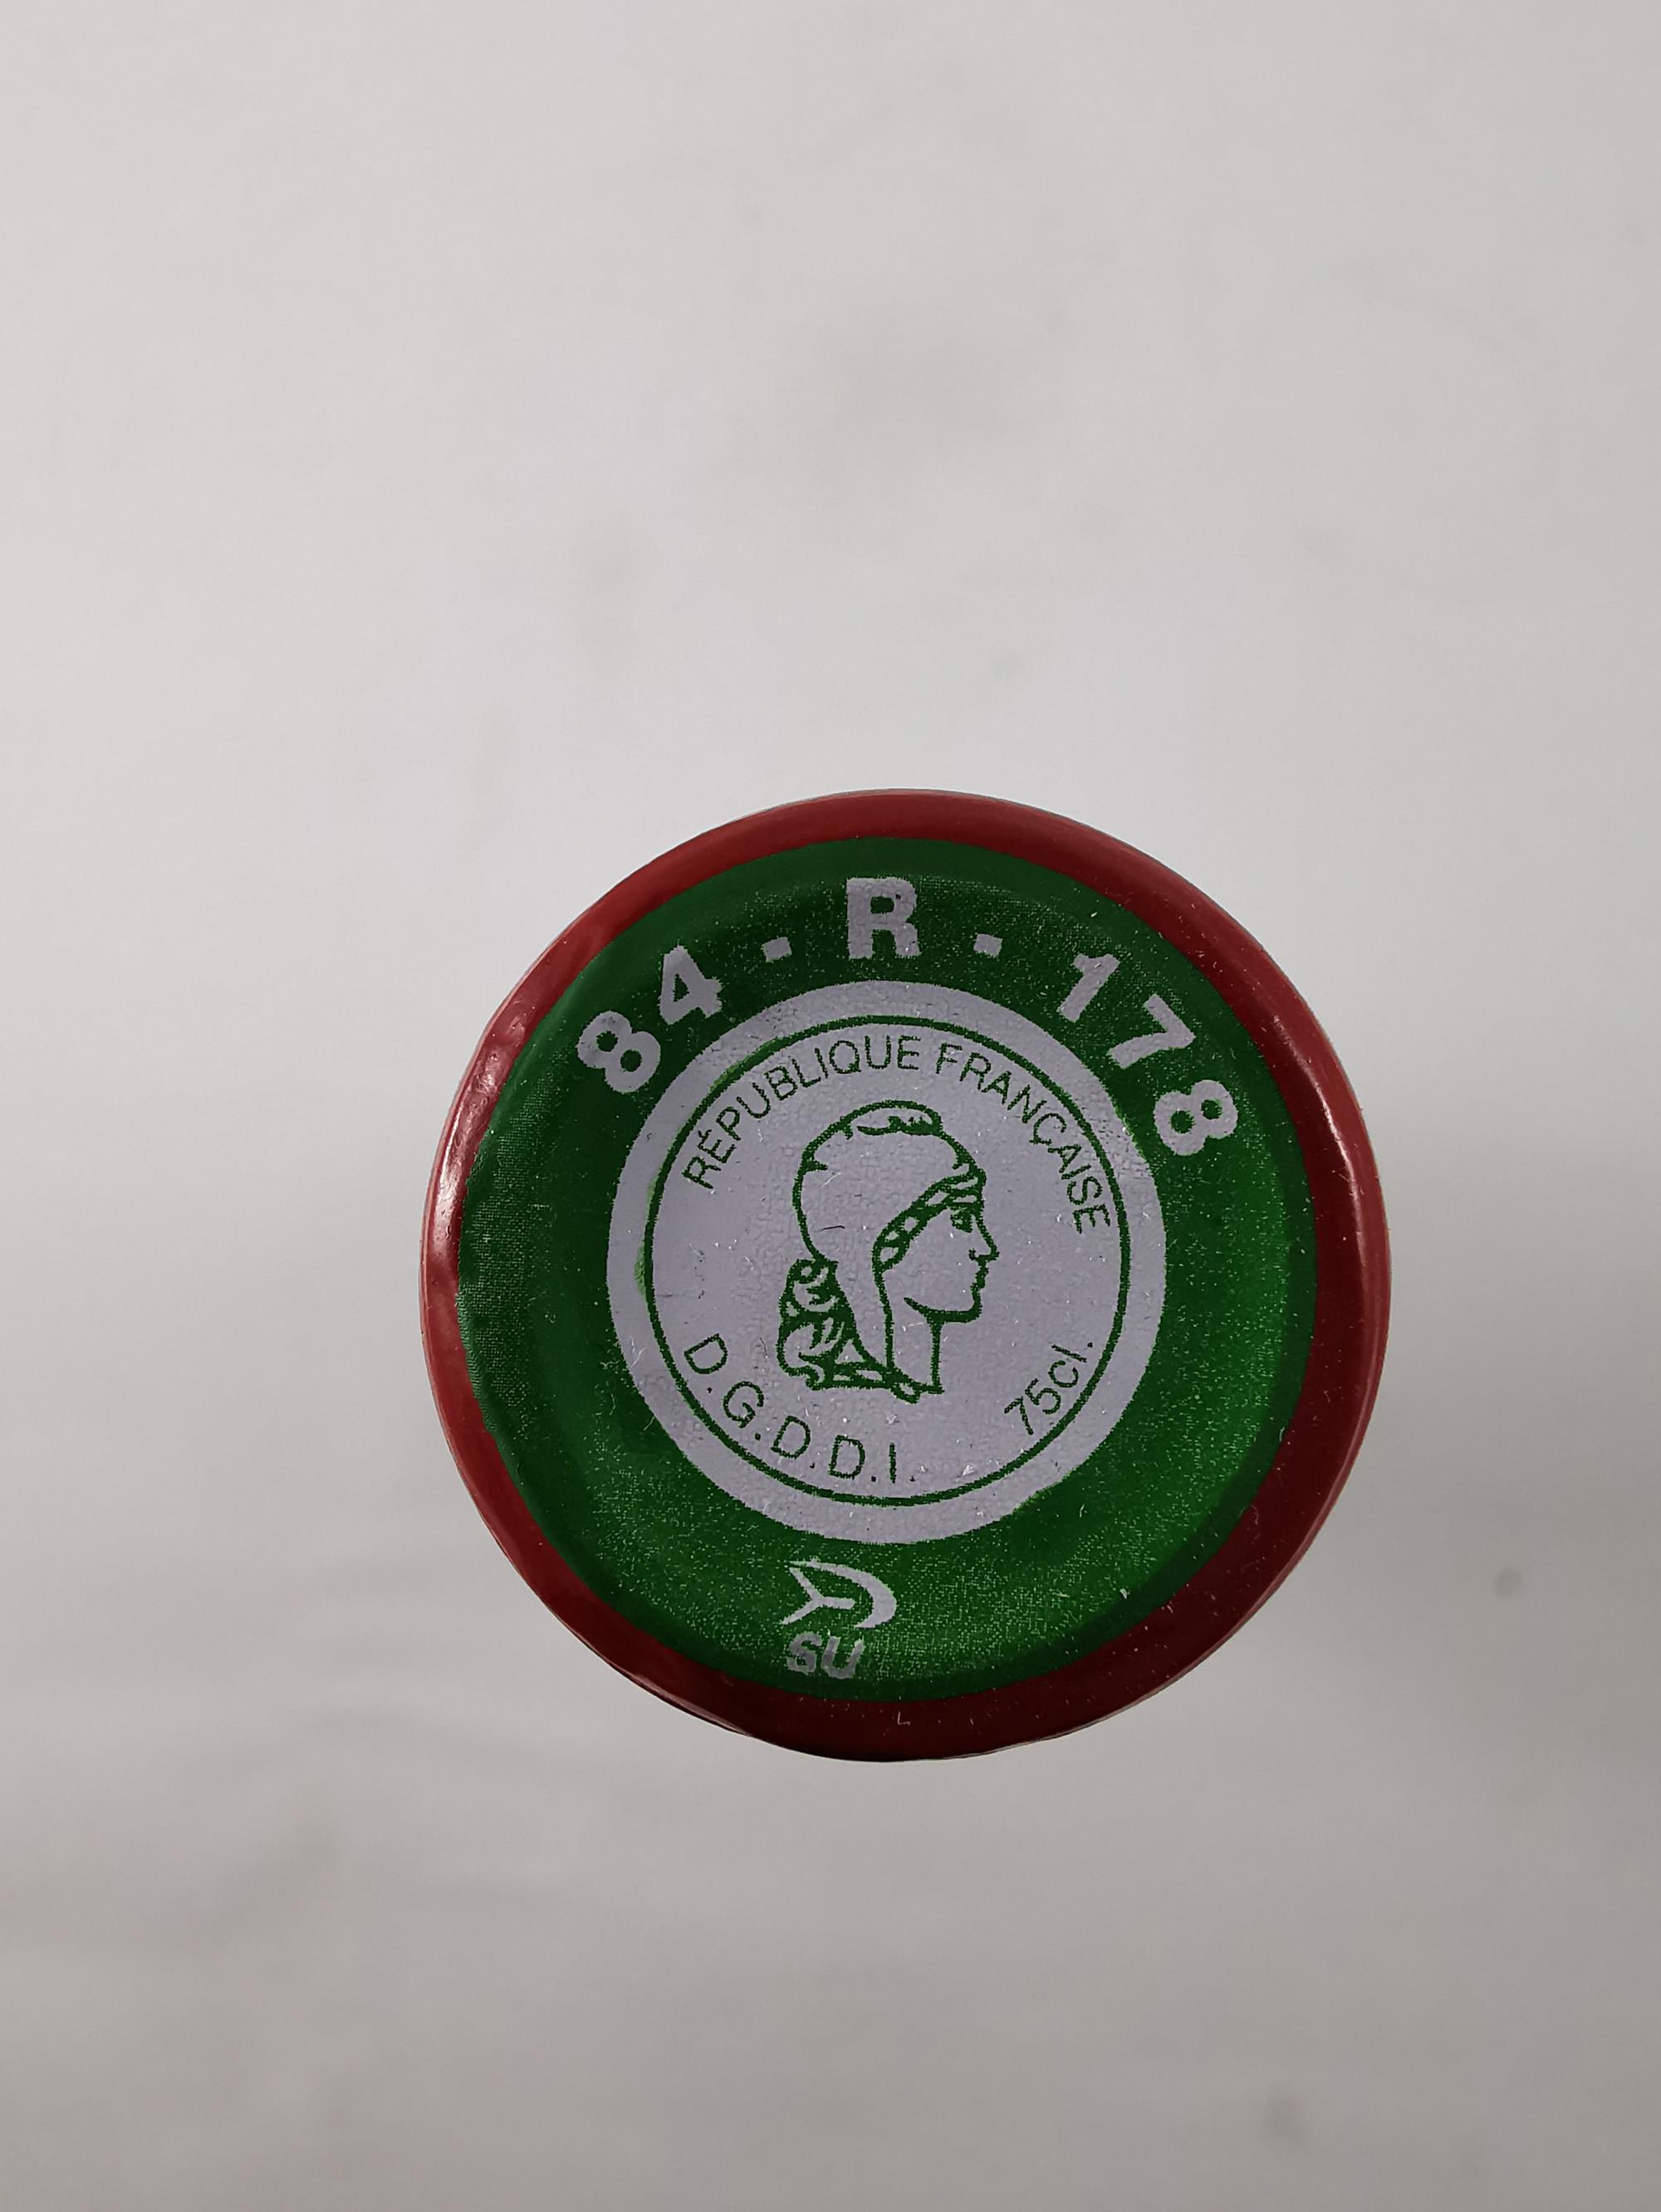 84 · R · 178
RÉPUBLIQUE FRANÇAISE
D.G.D.D.I.
75cl.
SU